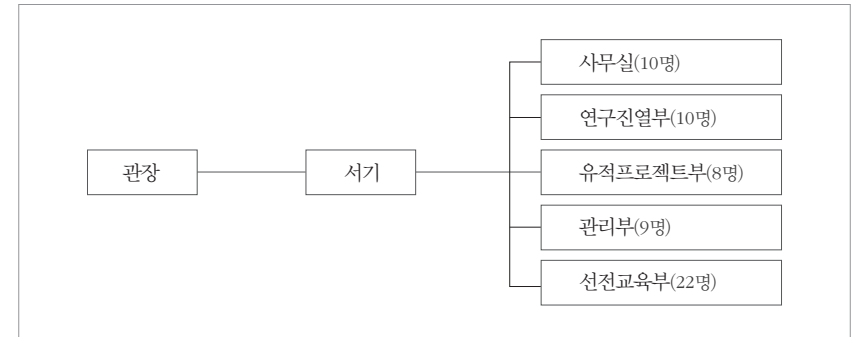 관장
서기
사무실(10명)
연구진열부(10명)
유적프로젝트부(8명)
관리부(9명)
선전교육부(22명)